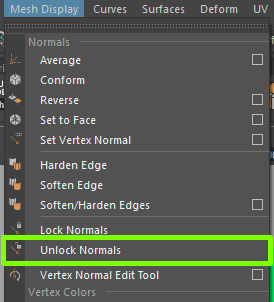 Mesh Display Curves Surfaces Deform UV
Normals
Average
Conform
Reverse
Set to Face
Set Vertex Normal
Harden Edge
Soften Edge
Soften/Harden Edges
Lock Normals
Unlock Normals
Vertex Normal Edit Tool
Vertex Colors